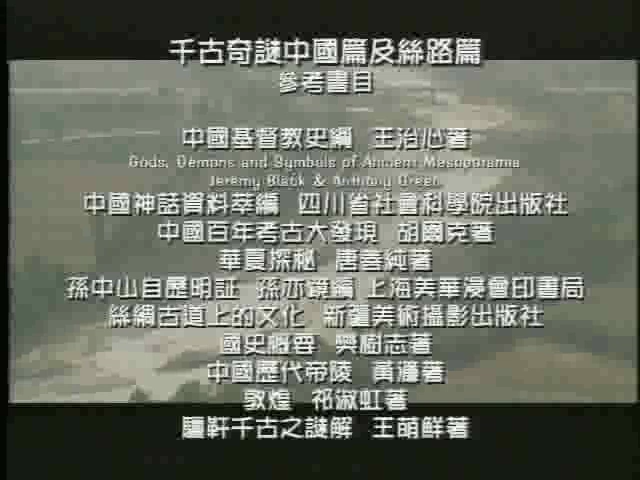 千古奇謎中國篇及絲路篇
參考書目
中國基督教史綱 王治心著
Gods, Demons and Symbols of Ancient Mesopotamia
Jeremy Black & Anthony Green
中國神話資料萃編 四川省社會科學院出版社
中國百年考古大發現 胡爾克著
華夏探秘 唐善純著
孫中山自歷明証 孫亦鏡編 上海美華浸會印書局
絲綢古道上的文化 新疆美術攝影出版社
國史概要 樊樹志著
中國歷代帝陵 黃濂著
敦煌 祁淑虹著
驪靬千古之謎解 王萌鮮著